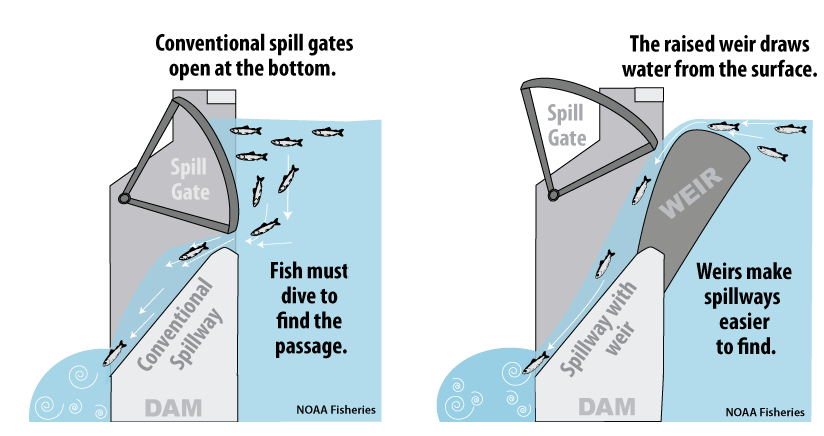 Conventional spill gates
open at the bottom.
Spill
Gate
Fish must
dive to
find the
passage.
Conventional
Spillway
DAM
NOAA Fisheries
The raised weir draws
water from the surface.
Spill
Gate
WEIR
Weirs make
spillways
easier
to find.
Spillway with
weir
DAM
NOAA Fisheries